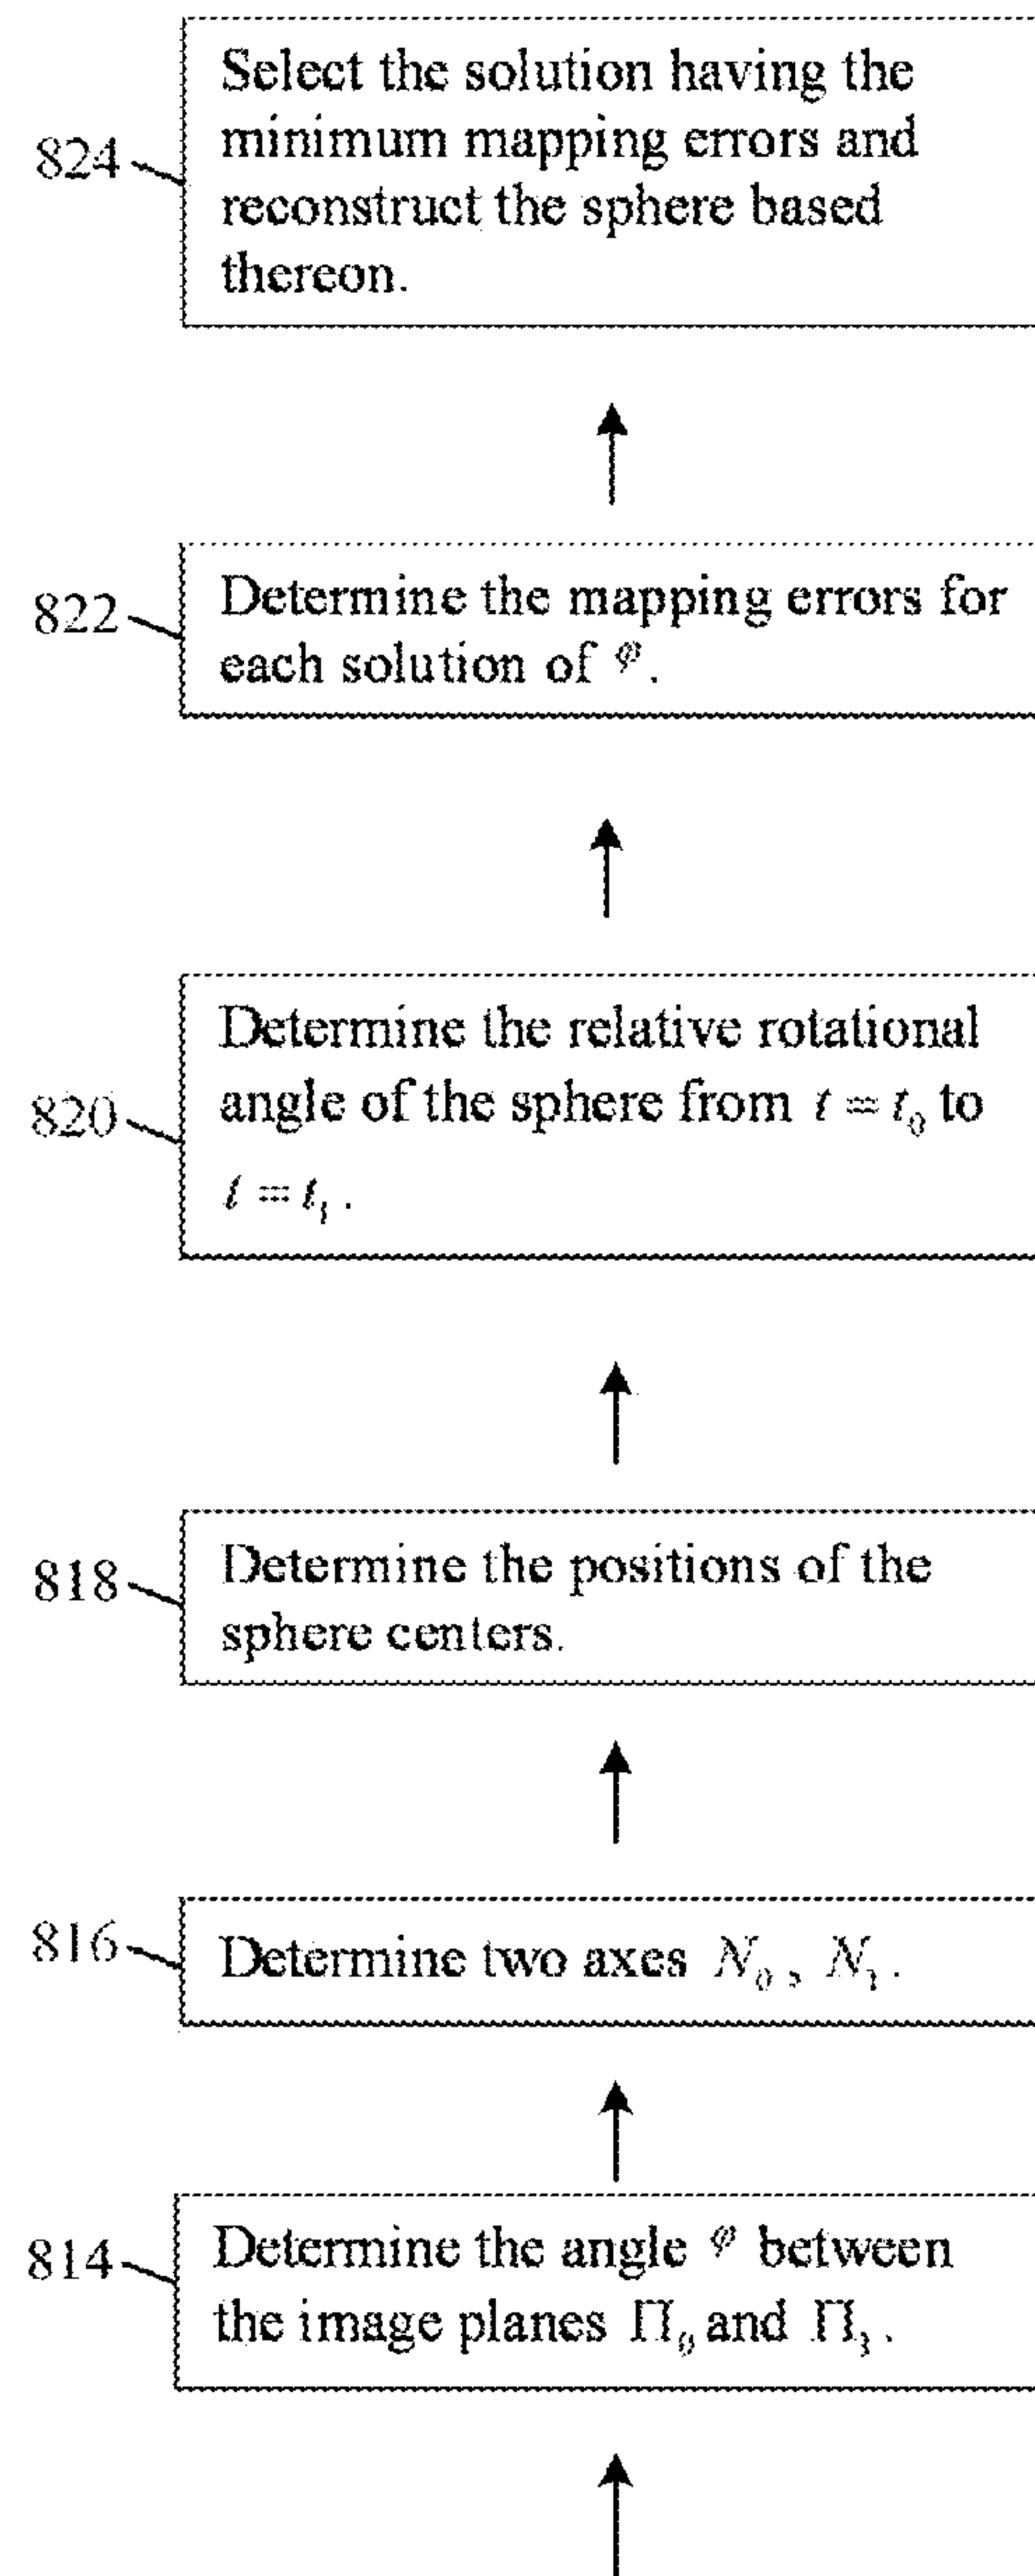 824
Select the solution having the
minimum mapping errors and
reconstruct the sphere based
thereon.
822
Determine the mapping errors for
each solution of φ.
820
Determine the relative rotational
angle of the sphere from t = t₀ to
t = t₁.
818
Determine the positions of the
sphere centers.
816
Determine two axes N₀, N₁.
814
Determine the angle φ between
the image planes Π₀ and Π₁.